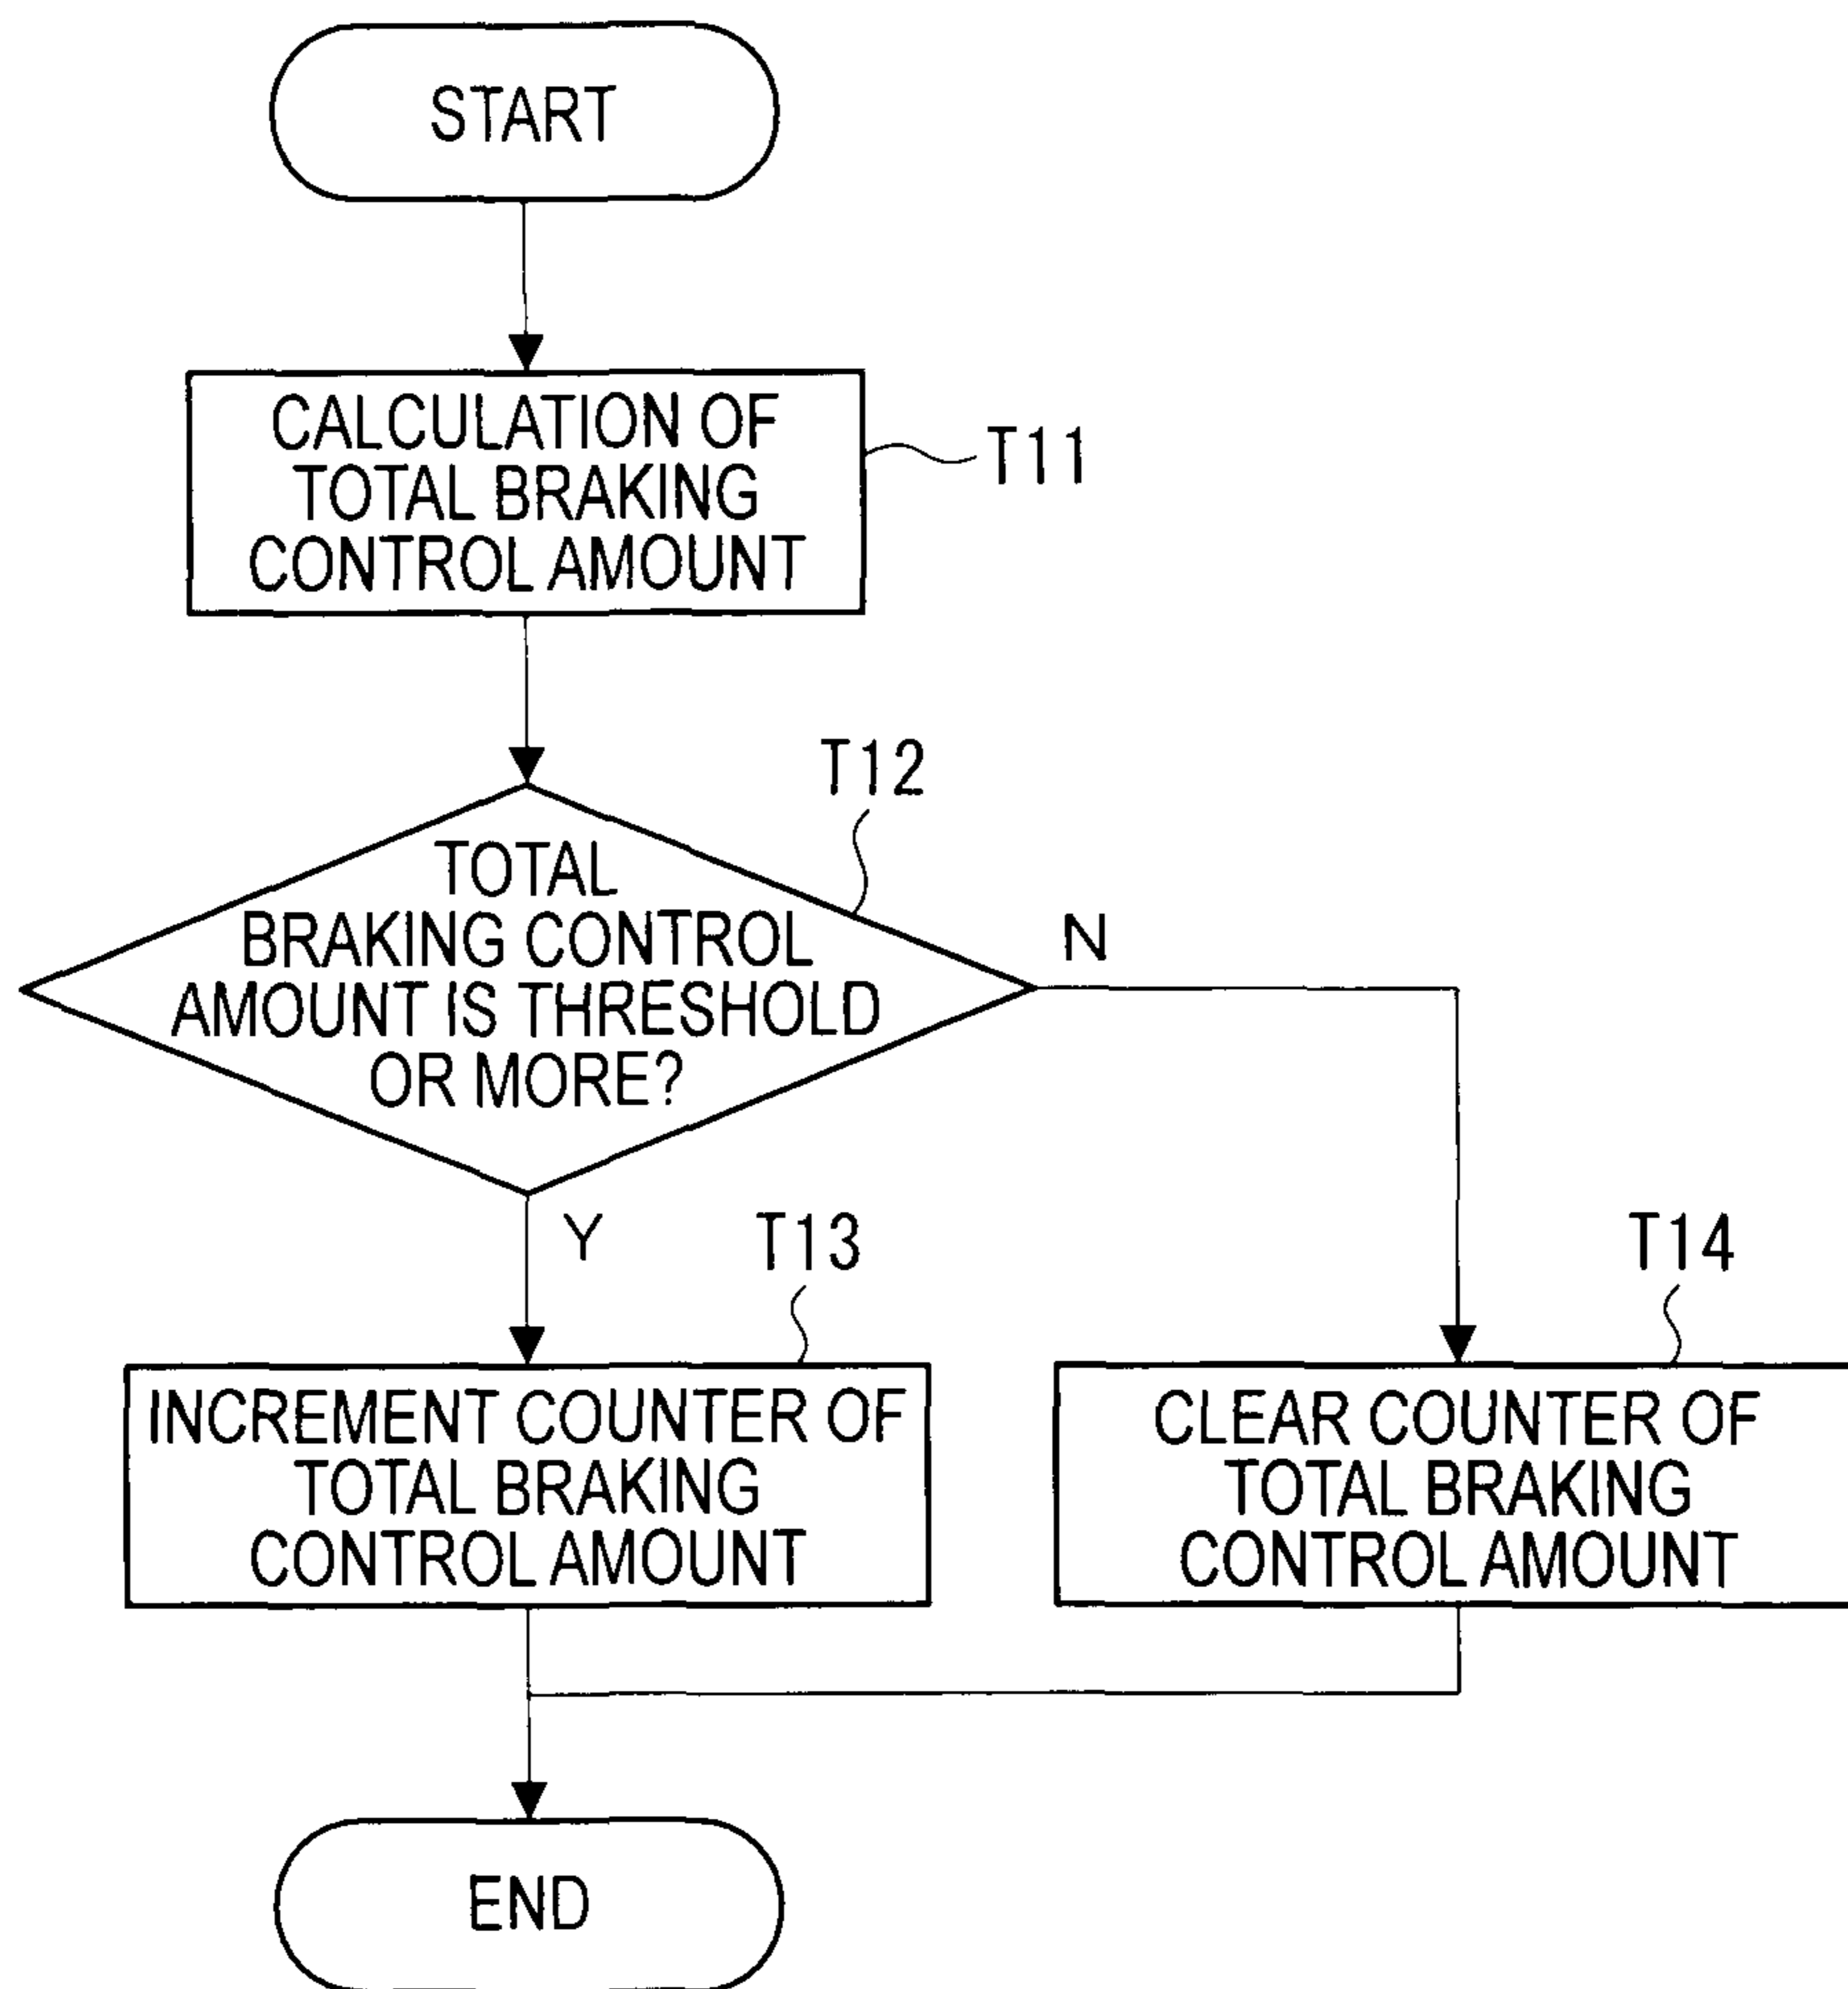 START
CALCULATION OF
TOTAL BRAKING
CONTROL AMOUNT
T11
T12
TOTAL
BRAKING CONTROL
AMOUNT IS THRESHOLD
OR MORE?
N
Y
T13
INCREMENT COUNTER OF
TOTAL BRAKING
CONTROL AMOUNT
T14
CLEAR COUNTER OF
TOTAL BRAKING
CONTROL AMOUNT
END